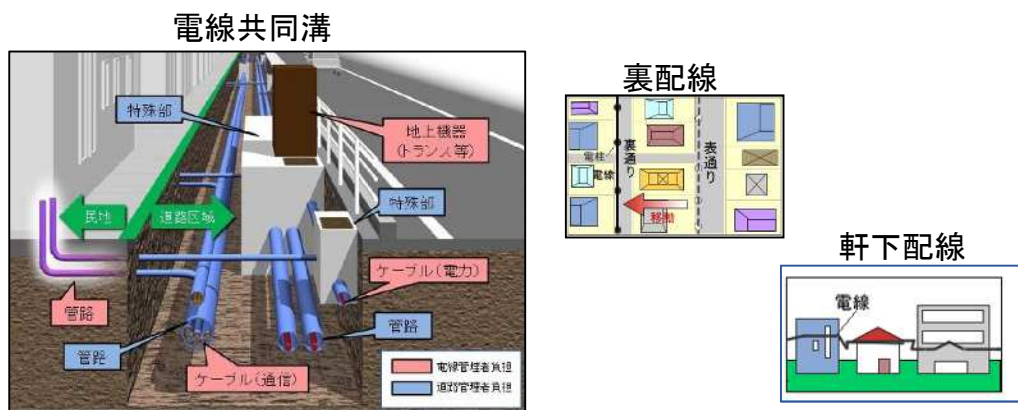 電線共同溝
特殊部
地上機器
(トランス等)
民地
道路区域
特殊部
ケーブル(電力)
管路
管路
管路
ケーブル(通信)
電線管理者負担
道路管理者負担
裏配線
電柱
電線
裏通り
表通り
移動
軒下配線
電線